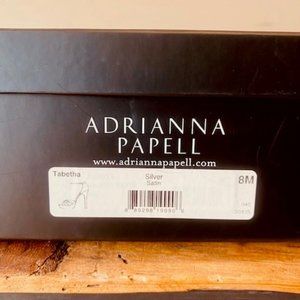 ADRIANNA
PAPELL
www.adriannapapell.com
Tabetha Silver 8M
Satin